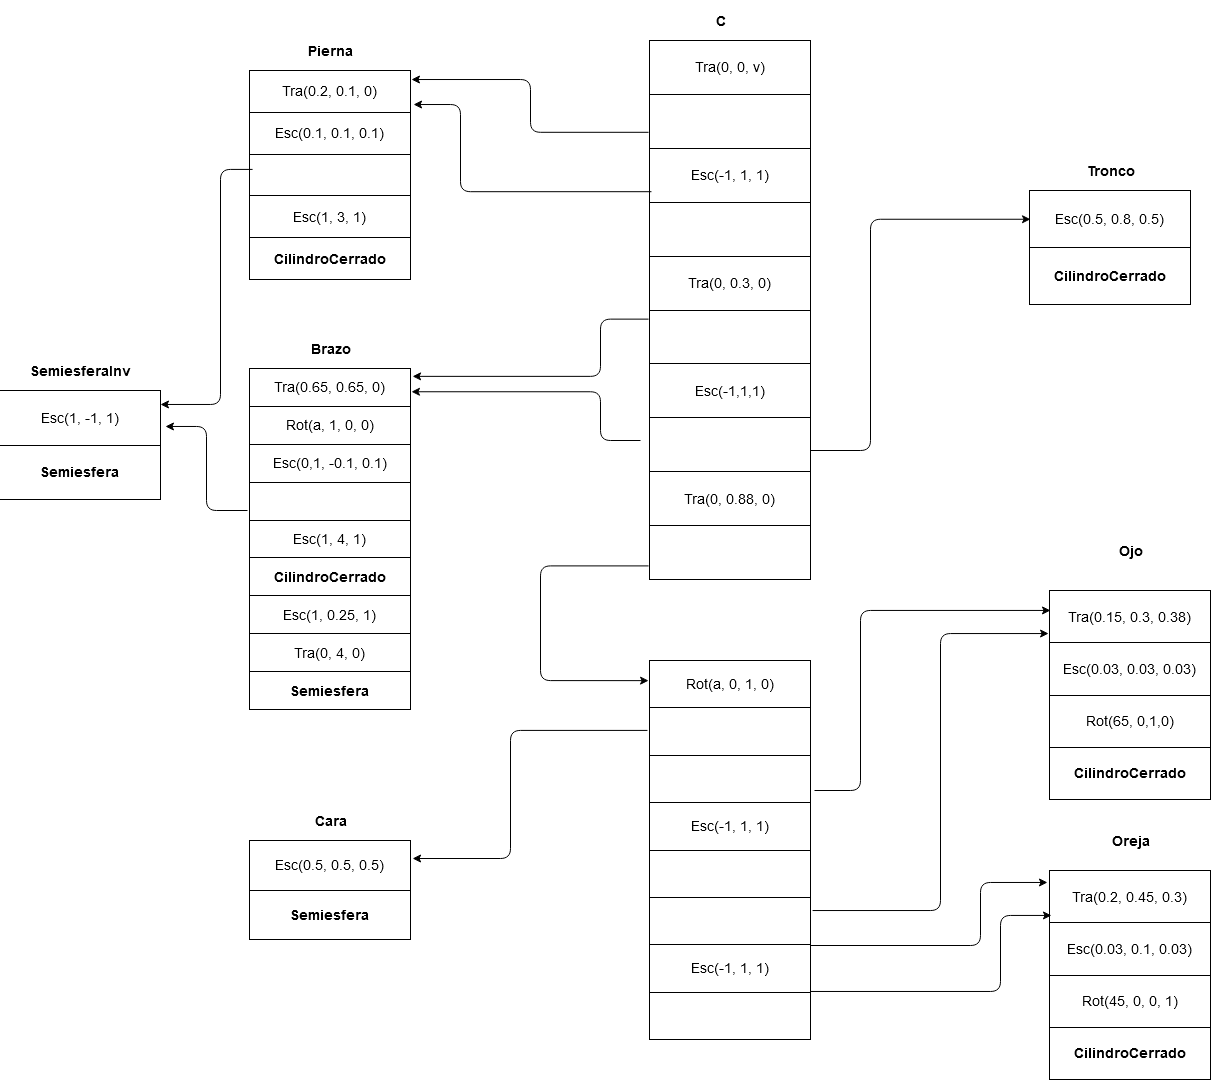 C
Tra(0, 0, v)
Esc(-1, 1, 1)
Tra(0, 0.3, 0)
Esc(-1,1,1)
Tra(0, 0.88, 0)
Pierna
Tra(0.2, 0.1, 0)
Esc(0.1, 0.1, 0.1)
Esc(1, 3, 1)
CilindroCerrado
Tronco
Esc(0.5, 0.8, 0.5)
CilindroCerrado
SemiesferaInv
Esc(1, -1, 1)
Semiesfera
Brazo
Tra(0.65, 0.65, 0)
Rot(a, 1, 0, 0)
Esc(0,1, -0.1, 0.1)
Esc(1, 4, 1)
CilindroCerrado
Esc(1, 0.25, 1)
Tra(0, 4, 0)
Semiesfera
Rot(a, 0, 1, 0)
Esc(-1, 1, 1)
Esc(-1, 1, 1)
Ojo
Tra(0.15, 0.3, 0.38)
Esc(0.03, 0.03, 0.03)
Rot(65, 0,1,0)
CilindroCerrado
Cara
Esc(0.5, 0.5, 0.5)
Semiesfera
Oreja
Tra(0.2, 0.45, 0.3)
Esc(0.03, 0.1, 0.03)
Rot(45, 0, 0, 1)
CilindroCerrado